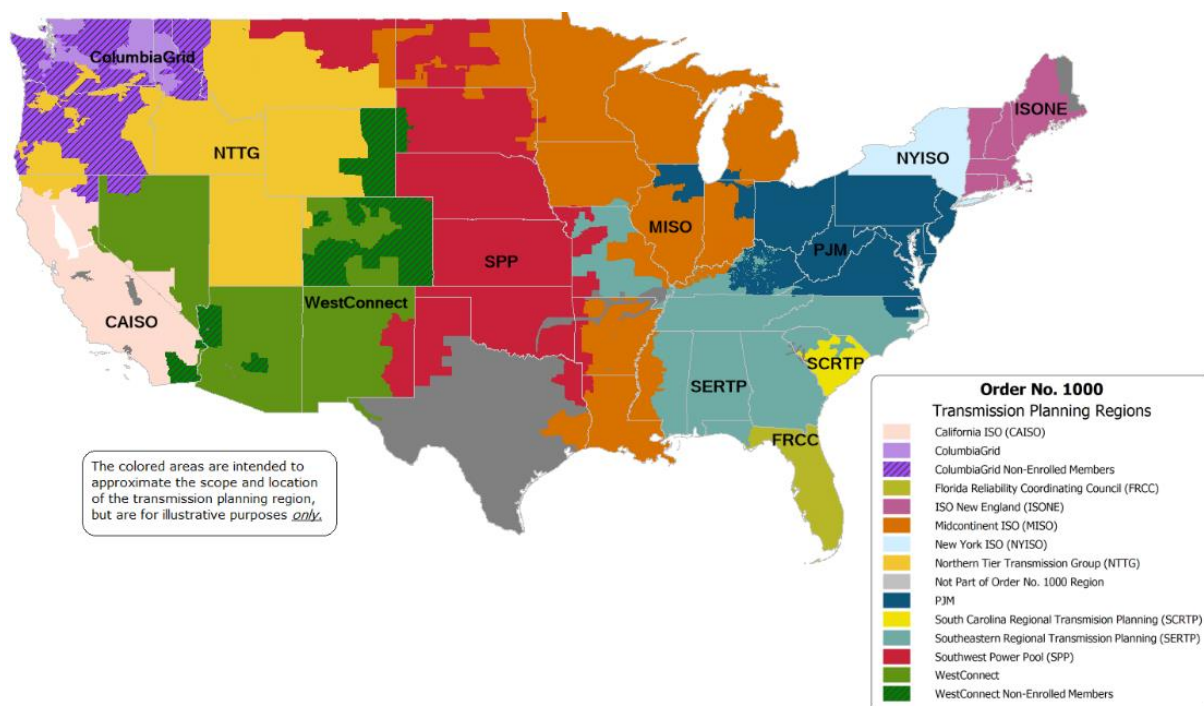 ColumbiaGrid
ISONE
NTTG
NYISO
MISO
PJM
SPP
WestConnect
CAISO
SCRTP
SERTP
FRCC
The colored areas are intended to
approximate the scope and location
of the transmission planning region,
but are for illustrative purposes only.
Order No. 1000
Transmission Planning Regions
California ISO (CAISO)
ColumbiaGrid
ColumbiaGrid Non-Enrolled Members
Florida Reliability Coordinating Council (FRCC)
ISO New England (ISONE)
Midcontinent ISO (MISO)
New York ISO (NYISO)
Northern Tier Transmission Group (NTTG)
Not Part of Order No. 1000 Region
PJM
South Carolina Regional Transmision Planning (SCRTP)
Southeastern Regional Transmission Planning (SERTP)
Southwest Power Pool (SPP)
WestConnect
WestConnect Non-Enrolled Members